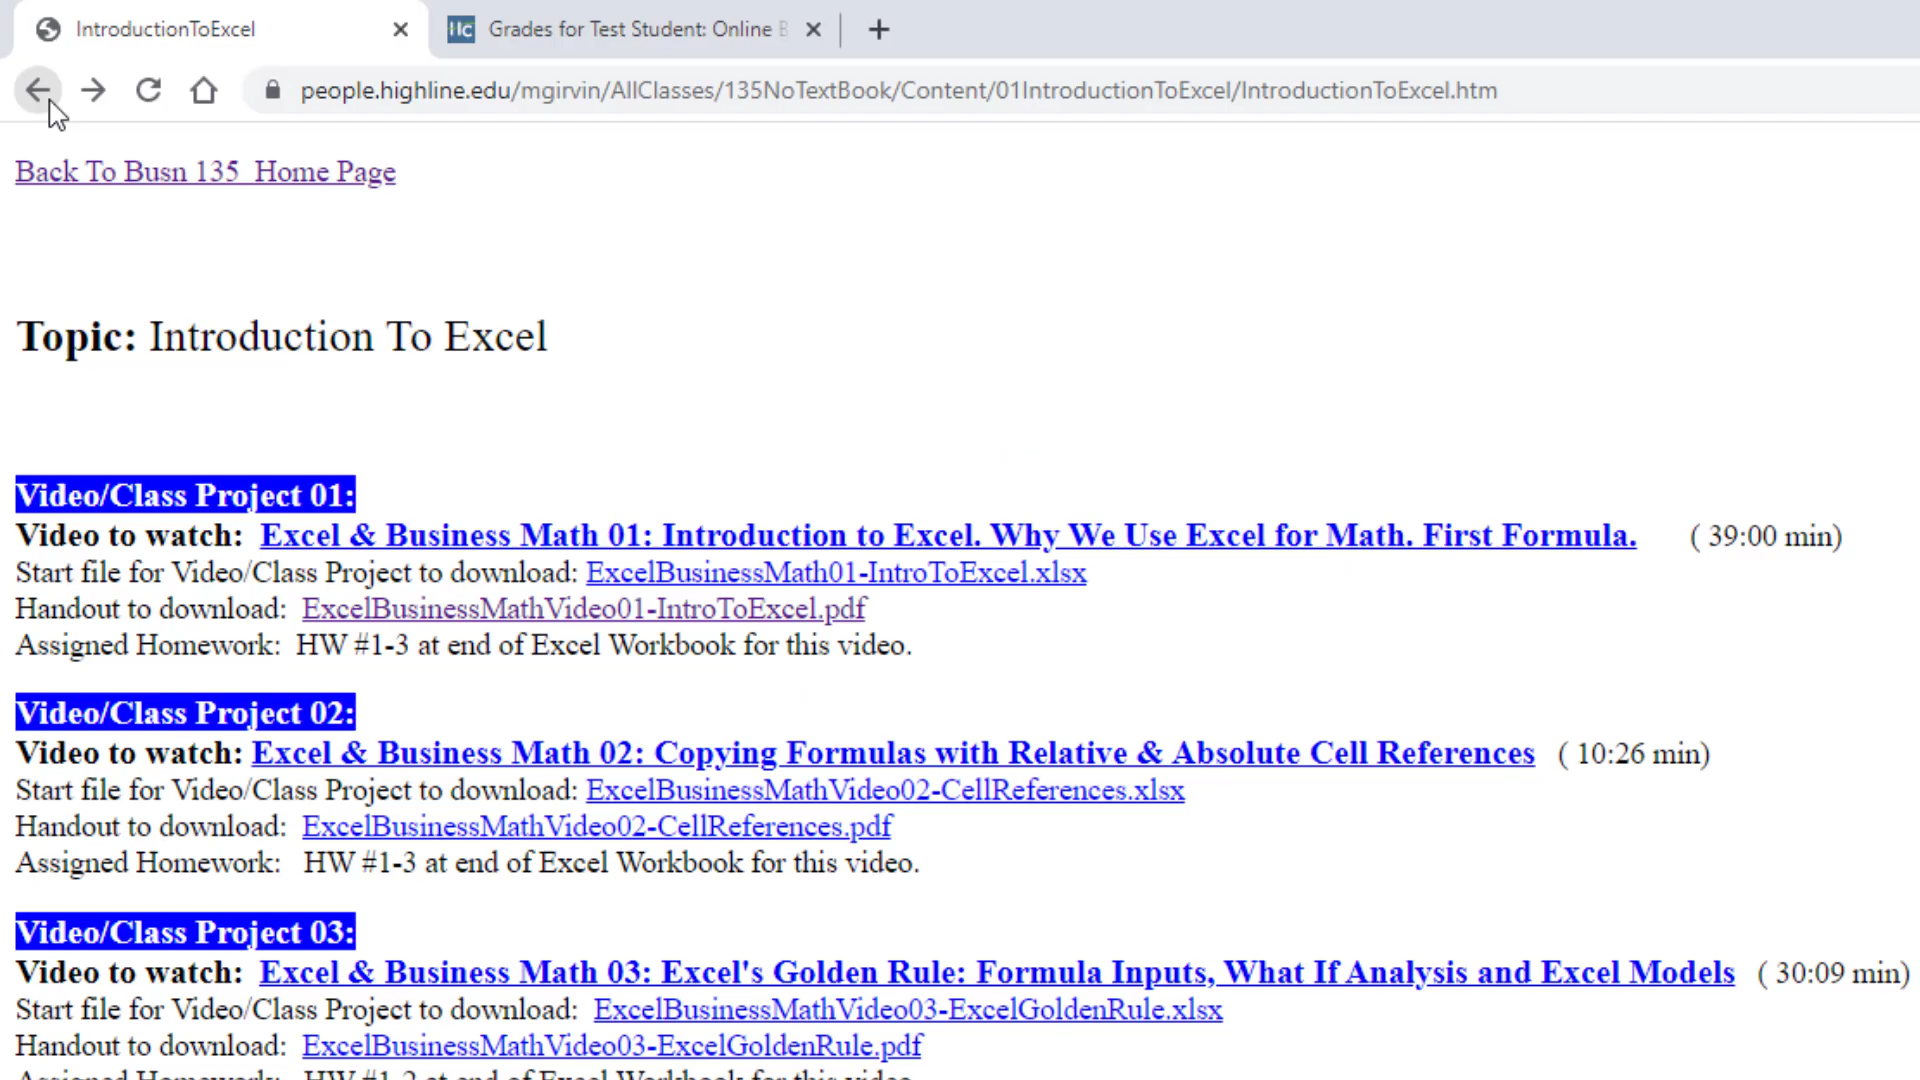 IntroductionToExcel
Grades for Test Student: Online
people.highline.edu/mgirvin/AllClasses/135NoTextBook/Content/01IntroductionToExcel/IntroductionToExcel.htm
Back To Busn 135  Home Page
Topic: Introduction To Excel
Video/Class Project 01:
Video to watch:  Excel & Business Math 01: Introduction to Excel. Why We Use Excel for Math. First Formula.     ( 39:00 min)
Start file for Video/Class Project to download: ExcelBusinessMath01-IntroToExcel.xlsx
Handout to download:  ExcelBusinessMathVideo01-IntroToExcel.pdf
Assigned Homework:  HW #1-3 at end of Excel Workbook for this video.
Video/Class Project 02:
Video to watch: Excel & Business Math 02: Copying Formulas with Relative & Absolute Cell References   ( 10:26 min)
Start file for Video/Class Project to download: ExcelBusinessMathVideo02-CellReferences.xlsx
Handout to download:  ExcelBusinessMathVideo02-CellReferences.pdf
Assigned Homework:   HW #1-3 at end of Excel Workbook for this video.
Video/Class Project 03:
Video to watch:  Excel & Business Math 03: Excel's Golden Rule: Formula Inputs, What If Analysis and Excel Models   ( 30:09 min)
Start file for Video/Class Project to download:  ExcelBusinessMathVideo03-ExcelGoldenRule.xlsx
Handout to download:  ExcelBusinessMathVideo03-ExcelGoldenRule.pdf